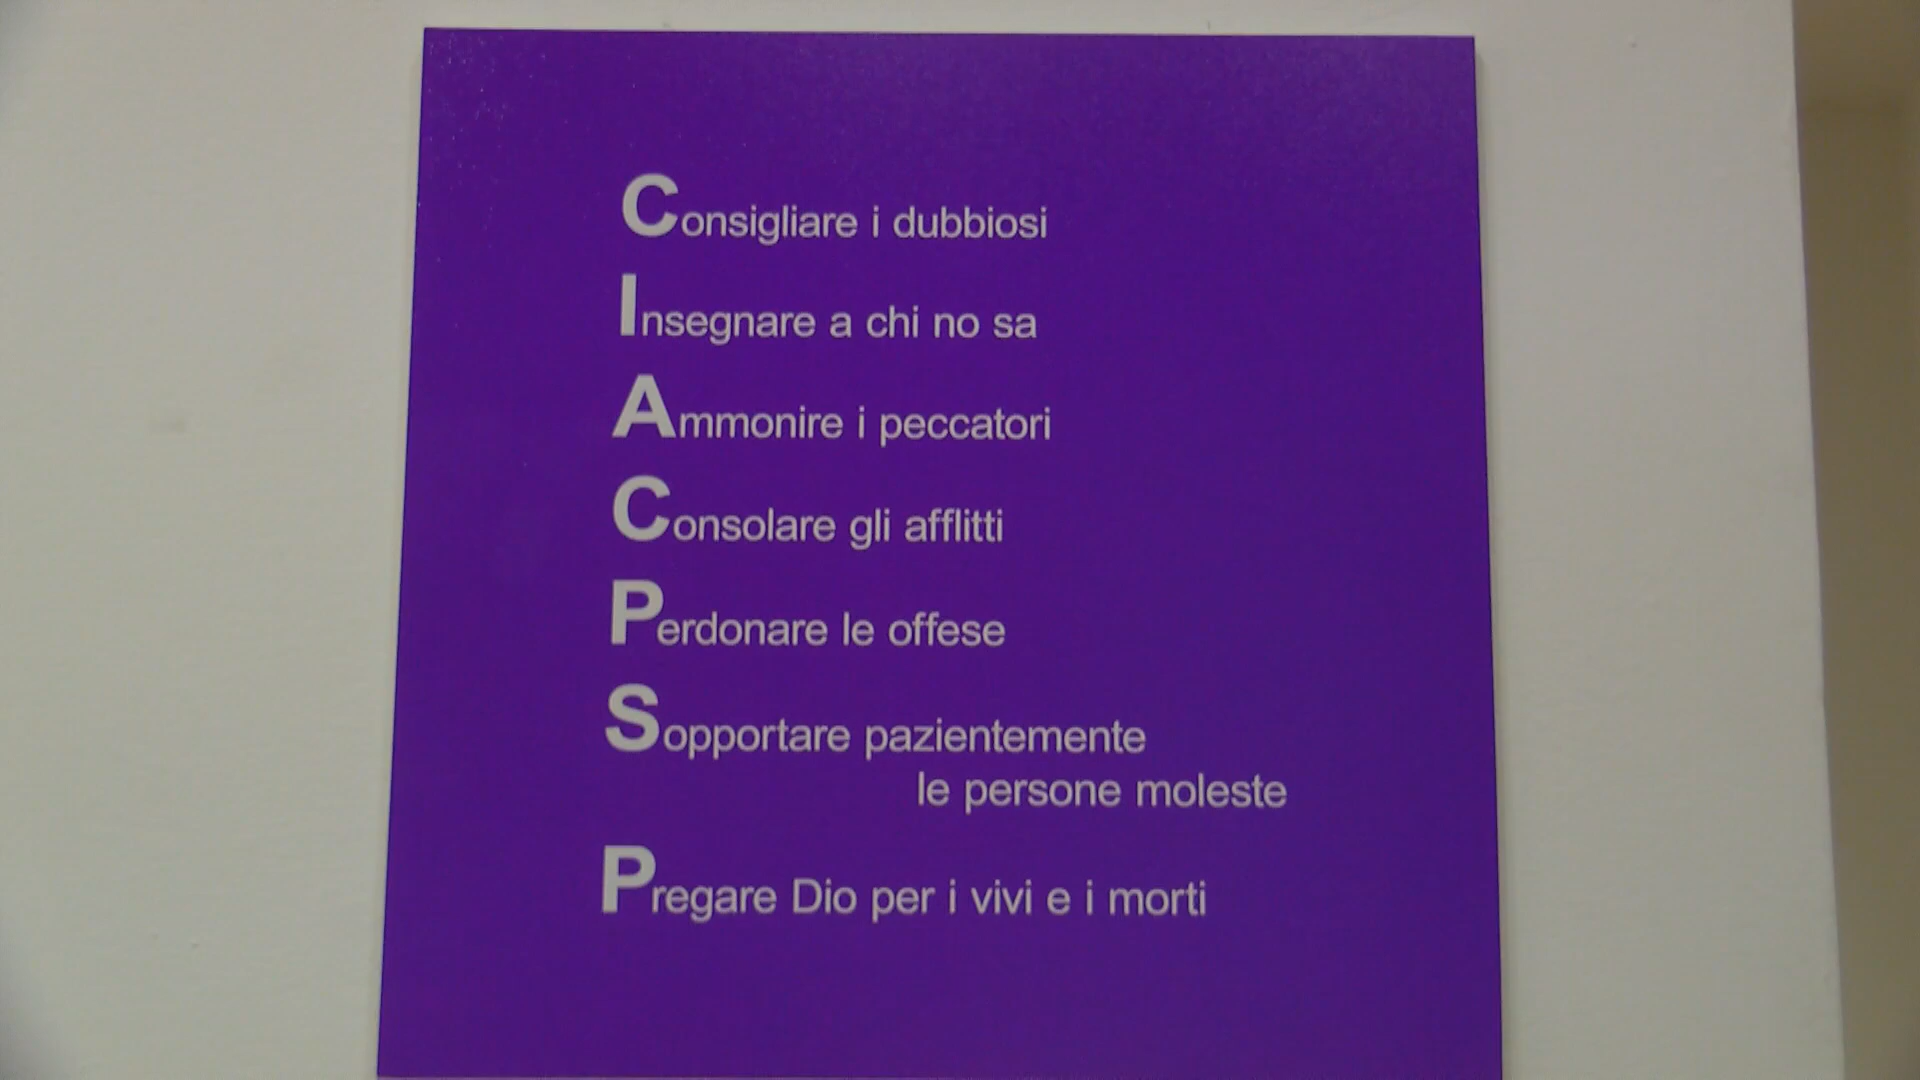 Consigliare i dubbiosi
Insegnare a chi no sa
Ammonire i peccatori
Consolare gli afflitti
Perdonare le offese
Sopportare pazientemente
le persone moleste
Pregare Dio per i vivi e i morti